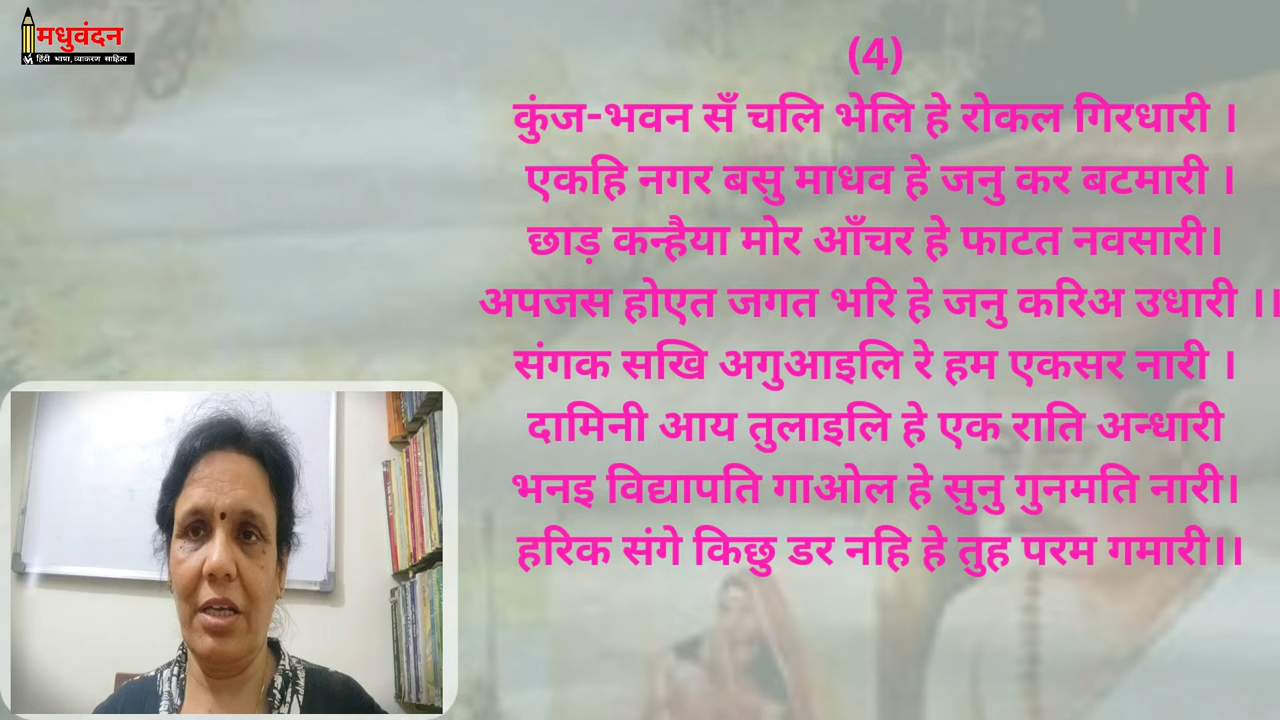 मधुवंदन
हिंदी भाषा, व्याकरण साहित्य
(4)
कुंज-भवन सँ चलि भेलि हे रोकल गिरधारी ।
एकहि नगर बसु माधव हे जनु कर बटमारी ।
छाड़ कन्हैया मोर आँचर हे फाटत नवसारी।
अपजस होएत जगत भरि हे जनु करिअ उधारी ।।
संगक सखि अगुआइलि रे हम एकसर नारी ।
दामिनी आय तुलाइलि हे एक राति अन्धारी
भनइ विद्यापति गाओल हे सुनु गुनमति नारी।
हरिक संगे किछु डर नहि हे तुह परम गमारी।।